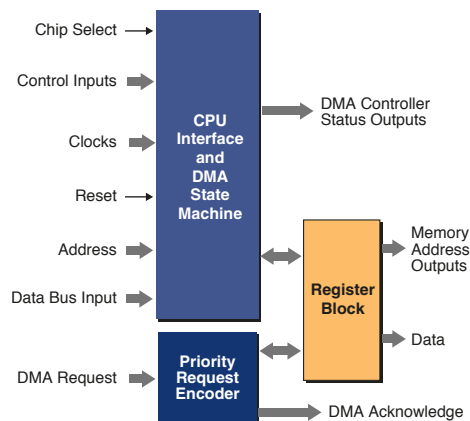 Chip Select
Control Inputs
Clocks
Reset
Address
Data Bus Input
DMA Request
CPU
Interface
and
DMA
State
Machine
Priority
Request
Encoder
Register
Block
DMA Controller
Status Outputs
Memory
Address
Outputs
Data
DMA Acknowledge